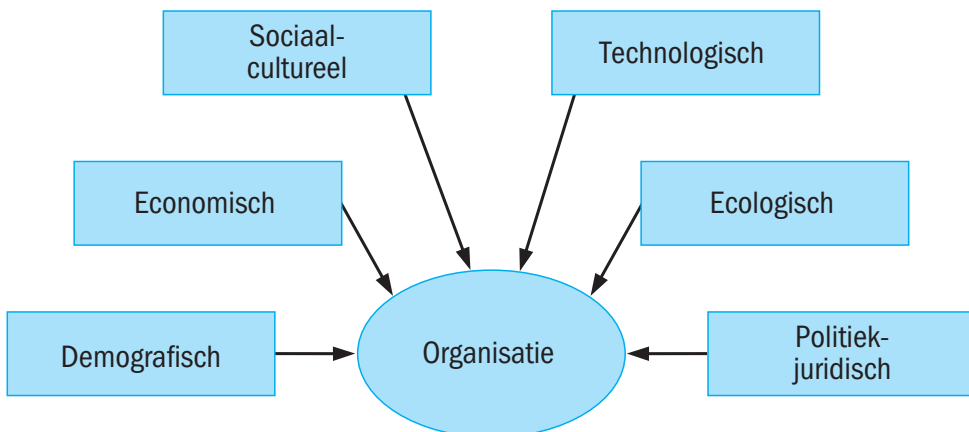 Sociaal-
cultureel
Technologisch
Economisch
Ecologisch
Demografisch
Organisatie
Politiek-
juridisch